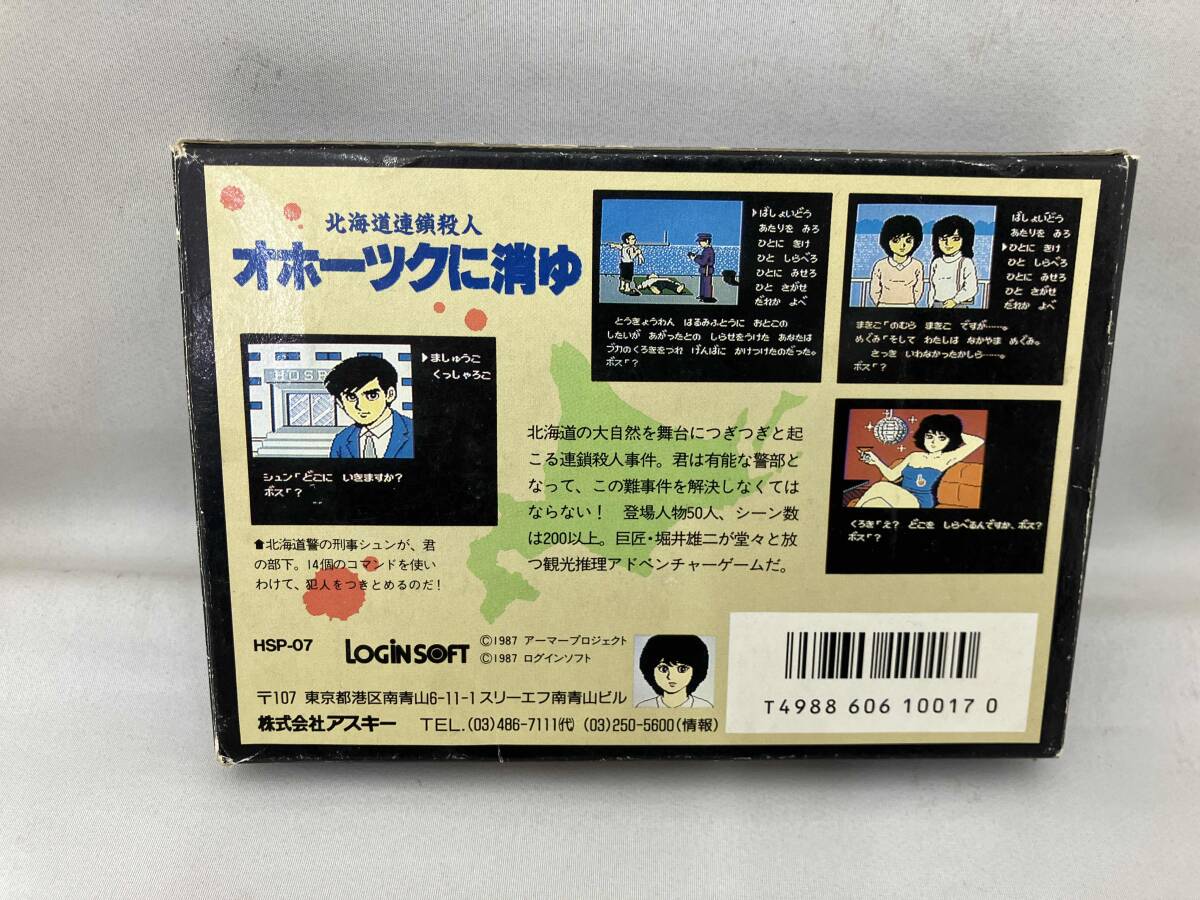 北海道連鎖殺人
オホーツクに消ゆ
▶ばしょいどう
あたりを みろ
ひとに きけ
ひと しらべろ
ひとに みせろ
ひと さがせ
だれか よべ
とうきょうわん はるみふとうに おとこの
したいが あがったとの しらせをうけた あなたは
ブカのくろきをつれ げんばに かけつけたのだった。
ボス「?
ばしょいどう
あたりを みろ
▶ひとに きけ
ひと しらべろ
ひとに みせろ
ひと さがせ
だれか よべ
まきこ「のむら まきこ ですが……。
めぐみ「そして わたしは なかやま めぐみ。
さっき いわなかったかしら……。
ボス「?
HOSP
▶ましゅうこ
くっしゃろこ
シュン「どこに いきますか?
ボス「?
くろき「え? どこを しらべるんですか、ボス?
ボス「?
北海道の大自然を舞台につぎつぎと起
こる連鎖殺人事件。君は有能な警部と
なって、この難事件を解決しなくては
ならない! 登場人物50人、シーン数
は200以上。巨匠・堀井雄二が堂々と放
つ観光推理アドベンチャーゲームだ。
⬆北海道警の刑事シュンが、君
の部下。14個のコマンドを使い
わけて、犯人をつきとめるのだ!
HSP-07
LOGiNSOFT
©1987 アーマープロジェクト
©1987 ログインソフト
〒107 東京都港区南青山6-11-1スリーエフ南青山ビル
株式会社アスキー TEL.(03)486-7111(代) (03)250-5600(情報)
T4988 606 10017 0